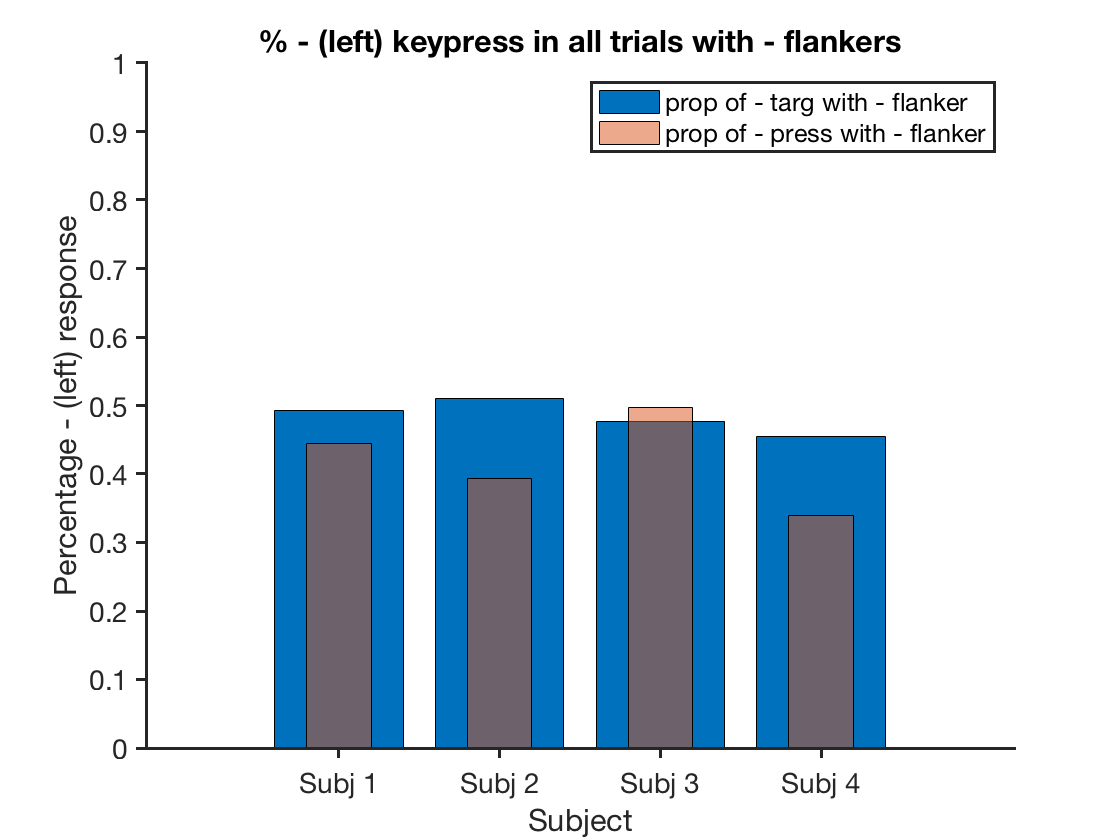 % - (left) keypress in all trials with - flankers
prop of - targ with - flanker
prop of - press with - flanker
Percentage - (left) response
1
0.9
0.8
0.7
0.6
0.5
0.4
0.3
0.2
0.1
0
Subj 1
Subj 2
Subj 3
Subj 4
Subject